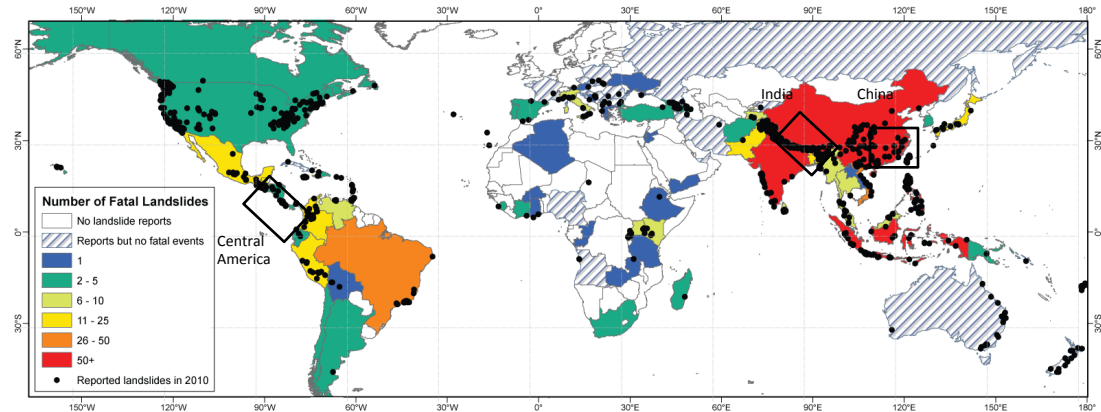 150°W 120°W 90°W 60°W 30°W 0° 30°E 60°E 90°E 120°E 150°E 180°
60°N 60°N
India China
30°N 30°N
Number of Fatal Landslides
No landslide reports
Reports but no fatal events
1
2 - 5
6 - 10
11 - 25
26 - 50
50+
Reported landslides in 2010
Central
America
0° 0°
30°S 30°S
150°W 120°W 90°W 60°W 30°W 0° 30°E 60°E 90°E 120°E 150°E 180°